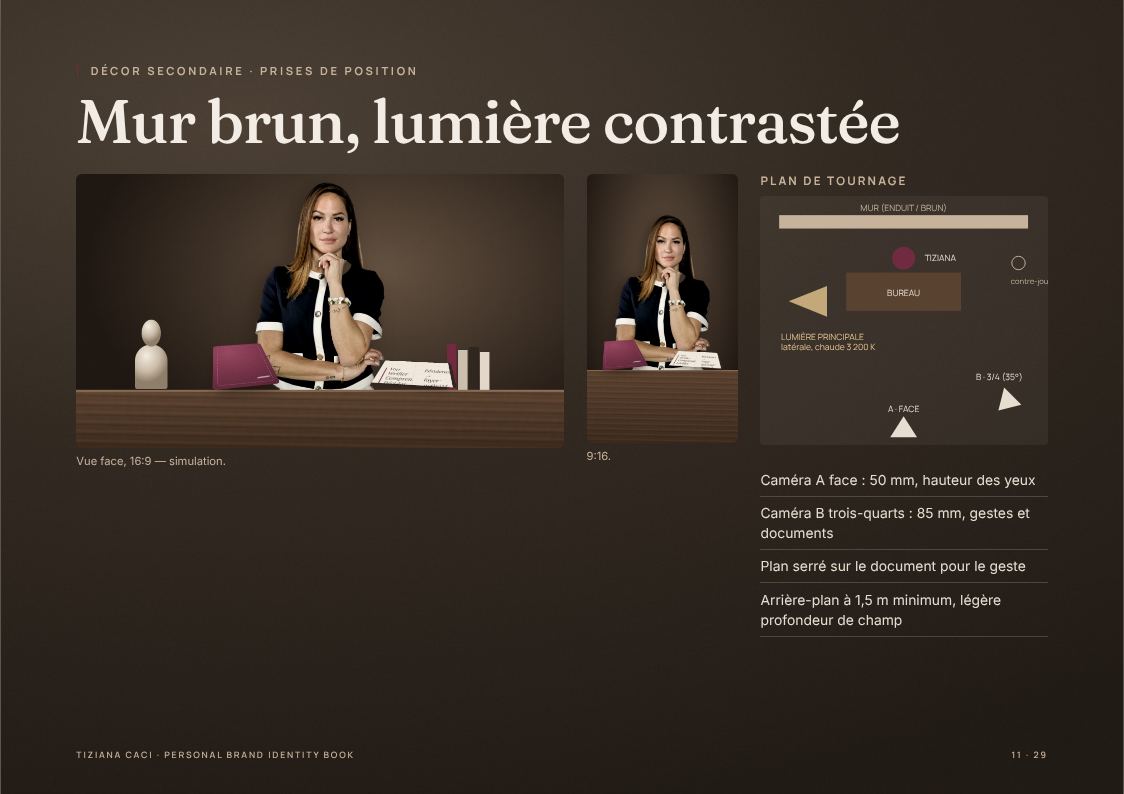 DÉCOR SECONDAIRE · PRISES DE POSITION
Mur brun, lumière contrastée
Vue face, 16:9 — simulation.
9:16.
PLAN DE TOURNAGE
MUR (ENDUIT / BRUN)
TIZIANA
contre-jou
BUREAU
LUMIÈRE PRINCIPALE
latérale, chaude 3 200 K
B · 3/4 (35°)
A · FACE
Caméra A face : 50 mm, hauteur des yeux
Caméra B trois-quarts : 85 mm, gestes et
documents
Plan serré sur le document pour le geste
Arrière-plan à 1,5 m minimum, légère
profondeur de champ
TIZIANA CACI · PERSONAL BRAND IDENTITY BOOK
11 · 29